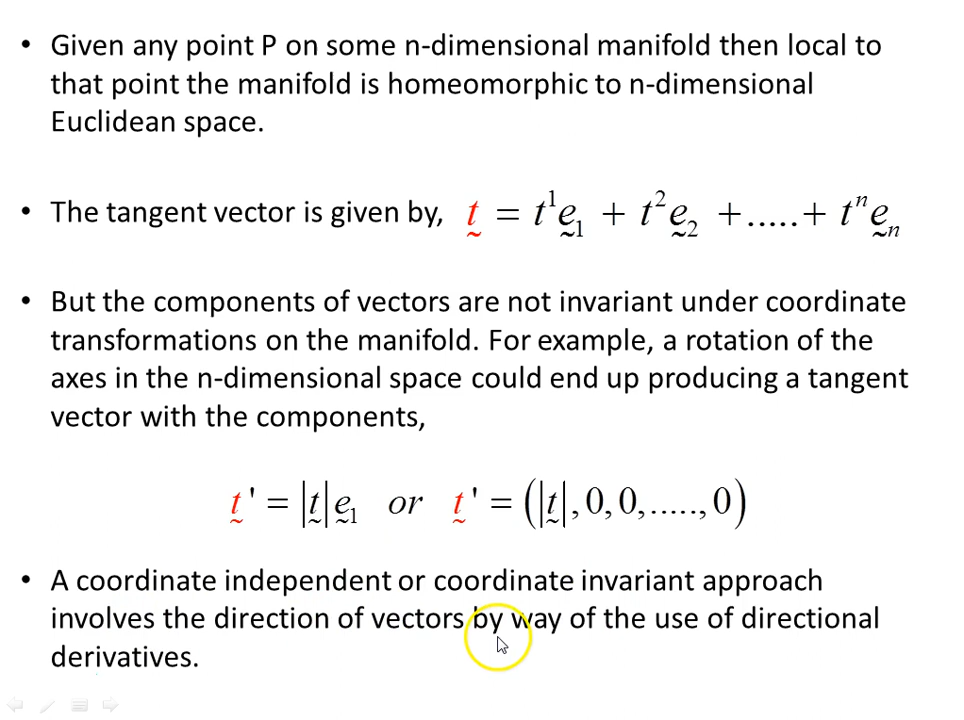 • Given any point P on some n-dimensional manifold then local to
that point the manifold is homeomorphic to n-dimensional
Euclidean space.
• The tangent vector is given by, t = t¹e₁ + t²e₂ +.....+ tⁿeₙ
• But the components of vectors are not invariant under coordinate
transformations on the manifold. For example, a rotation of the
axes in the n-dimensional space could end up producing a tangent
vector with the components,
t' = |t| e₁ or t' = (|t|, 0, 0, ....., 0)
• A coordinate independent or coordinate invariant approach
involves the direction of vectors by way of the use of directional
derivatives.